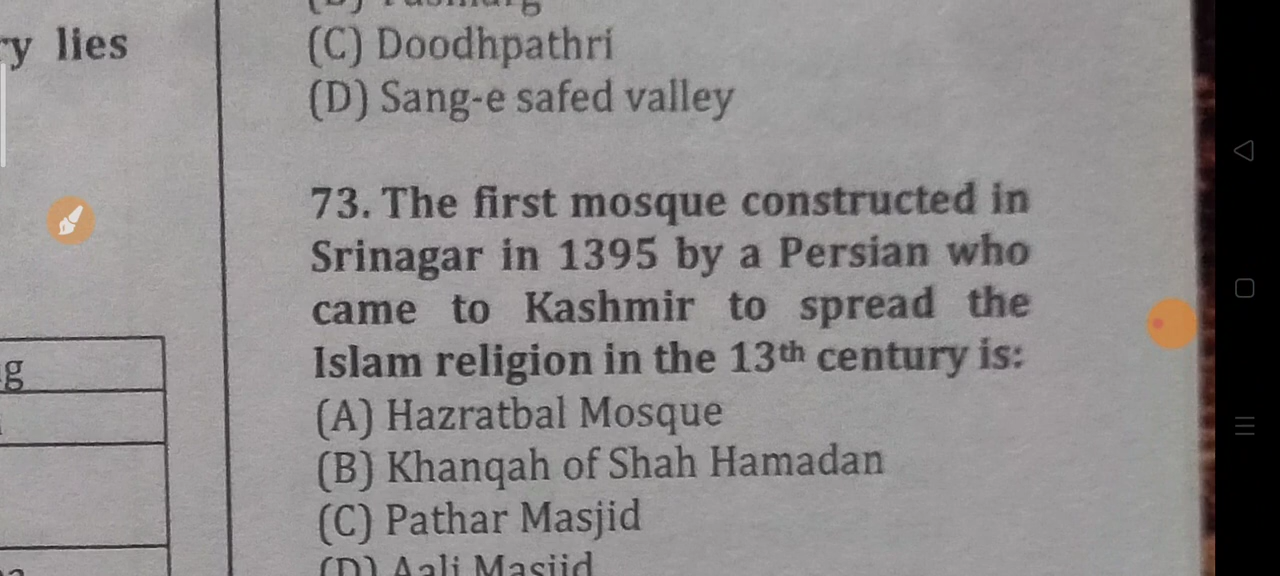 ry lies
(C) Doodhpathri
(D) Sang-e safed valley
73. The first mosque constructed in
Srinagar in 1395 by a Persian who
came to Kashmir to spread the
Islam religion in the 13th century is:
g
(A) Hazratbal Mosque
(B) Khanqah of Shah Hamadan
(C) Pathar Masjid
(D) Aali Masjid